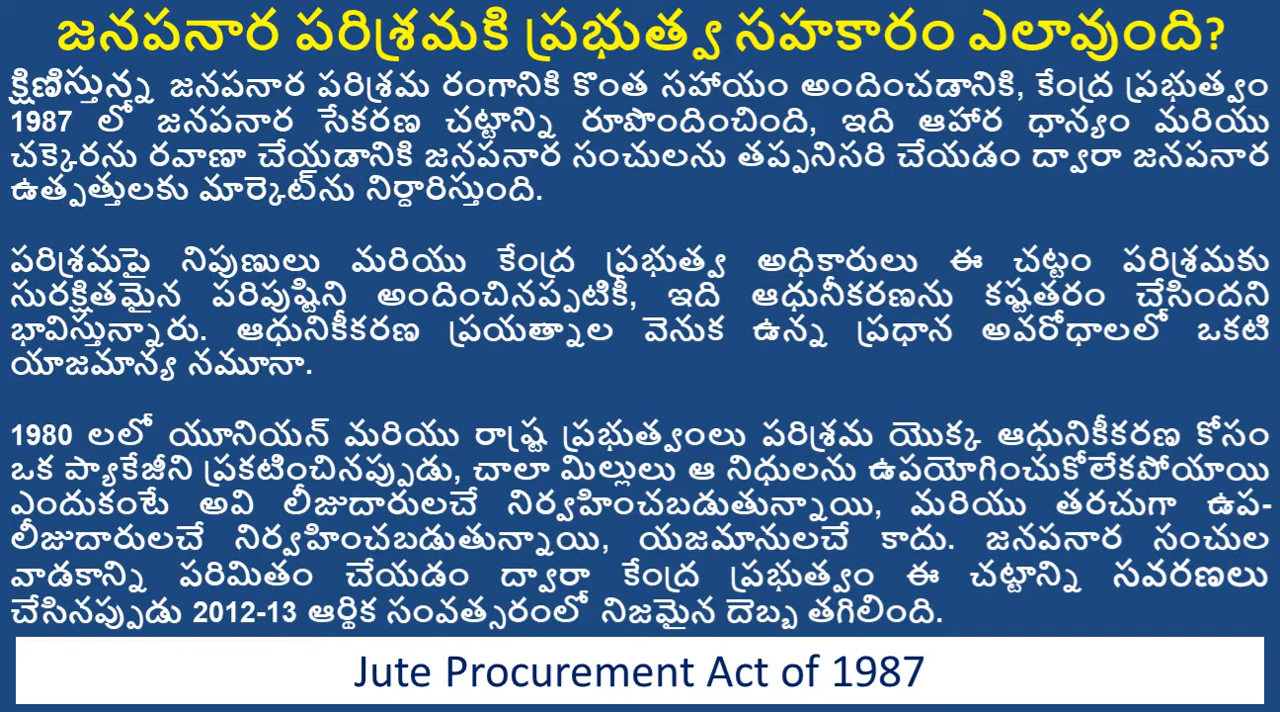 జనపనార పరిశ్రమకి ప్రభుత్వ సహకారం ఎలావుంది?
క్షీణిస్తున్న జనపనార పరిశ్రమ రంగానికి కొంత సహాయం అందించడానికి, కేంద్ర ప్రభుత్వం
1987 లో జనపనార సేకరణ చట్టాన్ని రూపొందించింది, ఇది ఆహార ధాన్యం మరియు
చక్కెరను రవాణా చేయడానికి జనపనార సంచులను తప్పనిసరి చేయడం ద్వారా జనపనార
ఉత్పత్తులకు మార్కెట్‌ను నిర్ధారిస్తుంది.
పరిశ్రమపై నిపుణులు మరియు కేంద్ర ప్రభుత్వ అధికారులు ఈ చట్టం పరిశ్రమకు
సురక్షితమైన పరిపుష్టిని అందించినప్పటికీ, ఇది ఆధునీకరణను కష్టతరం చేసిందని
భావిస్తున్నారు. ఆధునికీకరణ ప్రయత్నాల వెనుక ఉన్న ప్రధాన అవరోధాలలో ఒకటి
యాజమాన్య నమూనా.
1980 లలో యూనియన్ మరియు రాష్ట్ర ప్రభుత్వంలు పరిశ్రమ యొక్క ఆధునికీకరణ కోసం
ఒక ప్యాకేజీని ప్రకటించినప్పుడు, చాలా మిల్లులు ఆ నిధులను ఉపయోగించుకోలేకపోయాయి
ఎందుకంటే అవి లీజుదారులచే నిర్వహించబడుతున్నాయి, మరియు తరచుగా ఉప-
లీజుదారులచే నిర్వహించబడుతున్నాయి, యజమానులచే కాదు. జనపనార సంచుల
వాడకాన్ని పరిమితం చేయడం ద్వారా కేంద్ర ప్రభుత్వం ఈ చట్టాన్ని సవరణలు
చేసినప్పుడు 2012-13 ఆర్థిక సంవత్సరంలో నిజమైన దెబ్బ తగిలింది.
Jute Procurement Act of 1987